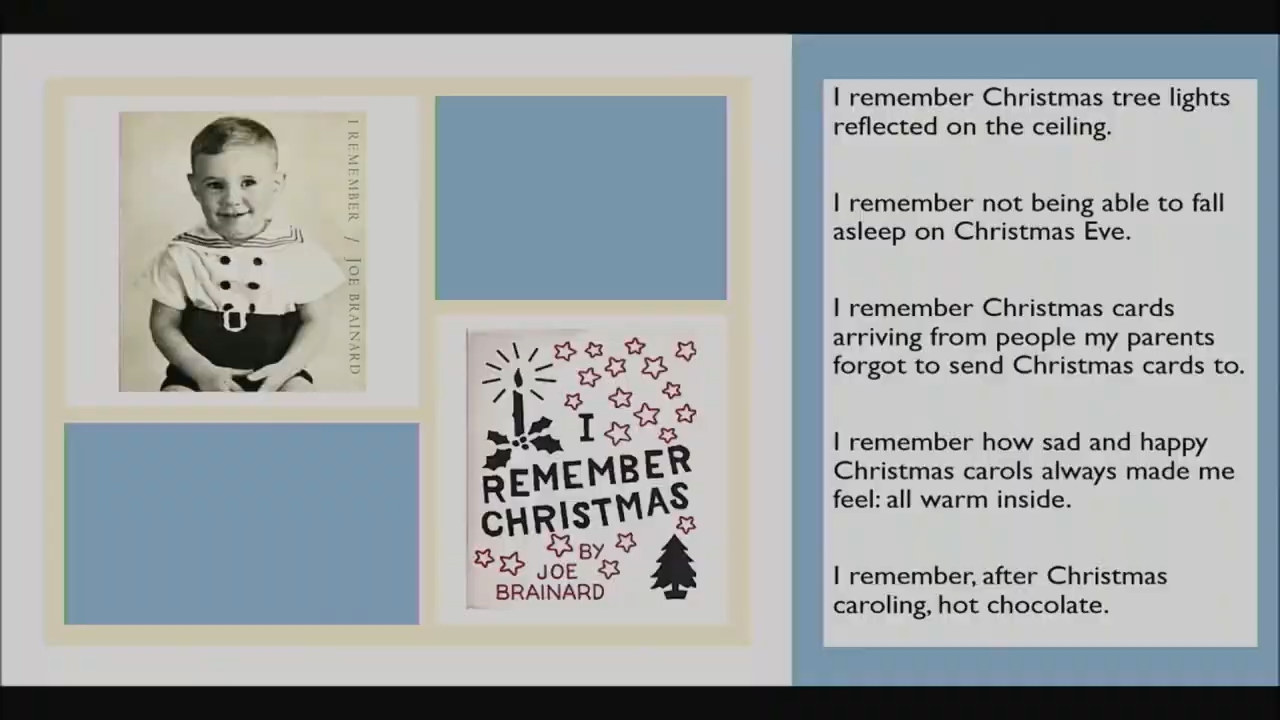 I REMEMBER / JOE BRAINARD
I
REMEMBER
CHRISTMAS
BY
JOE
BRAINARD
I remember Christmas tree lights
reflected on the ceiling.
I remember not being able to fall
asleep on Christmas Eve.
I remember Christmas cards
arriving from people my parents
forgot to send Christmas cards to.
I remember how sad and happy
Christmas carols always made me
feel: all warm inside.
I remember, after Christmas
caroling, hot chocolate.